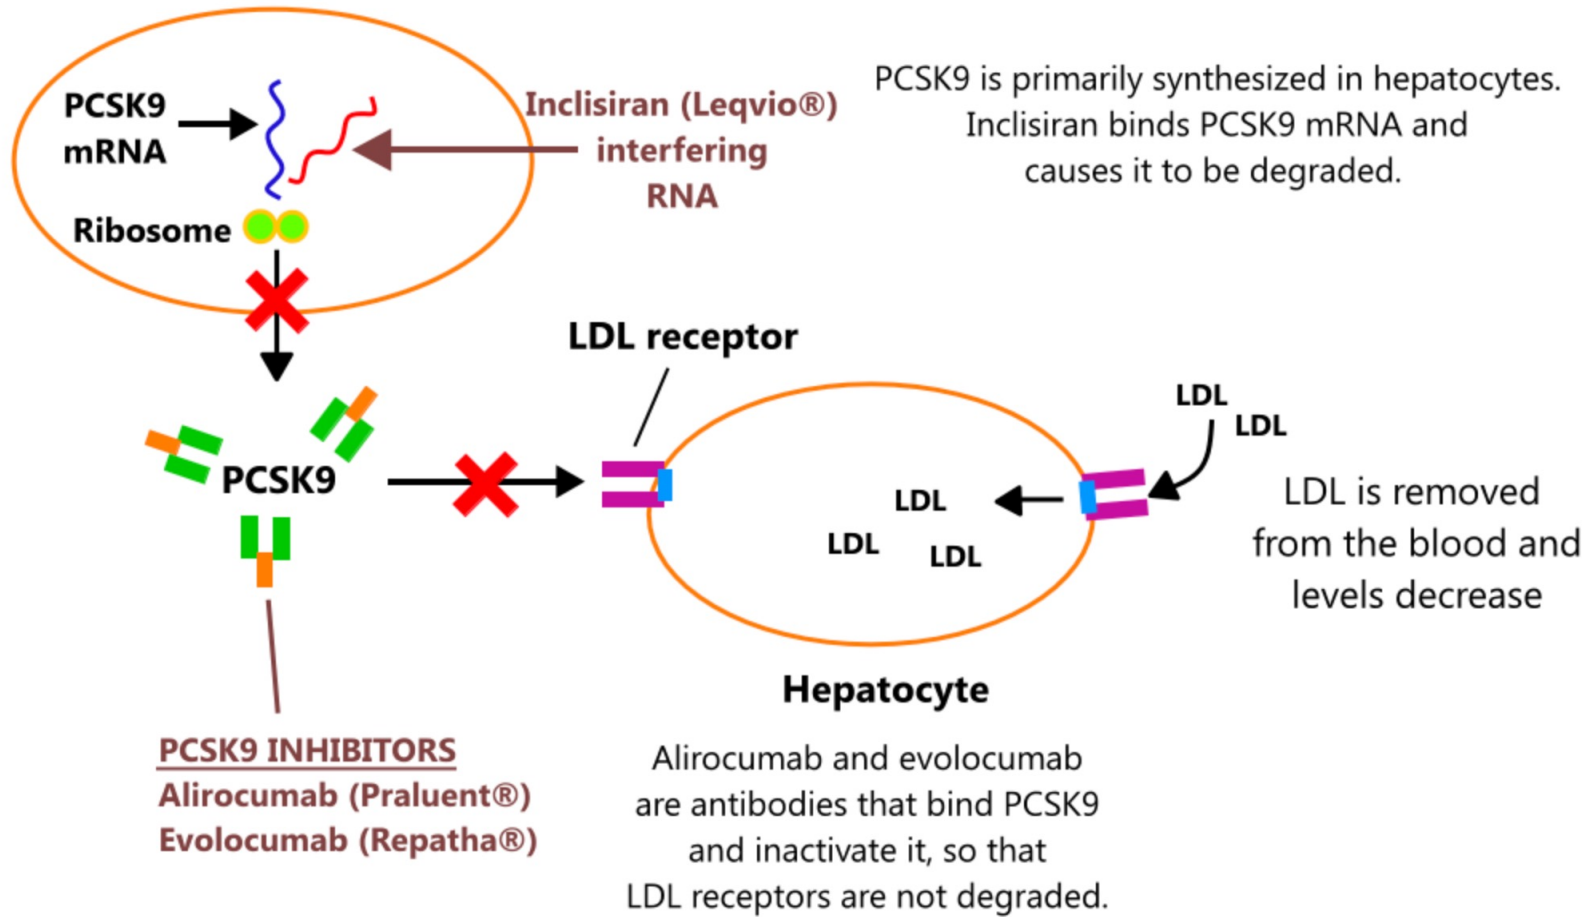 PCSK9
mRNA
Ribosome
Inclisiran (Leqvio®)
interfering
RNA
PCSK9 is primarily synthesized in hepatocytes.
Inclisiran binds PCSK9 mRNA and
causes it to be degraded.
LDL receptor
PCSK9
LDL
LDL
LDL
LDL
LDL
LDL is removed
from the blood and
levels decrease
Hepatocyte
PCSK9 INHIBITORS
Alirocumab (Praluent®)
Evolocumab (Repatha®)
Alirocumab and evolocumab
are antibodies that bind PCSK9
and inactivate it, so that
LDL receptors are not degraded.